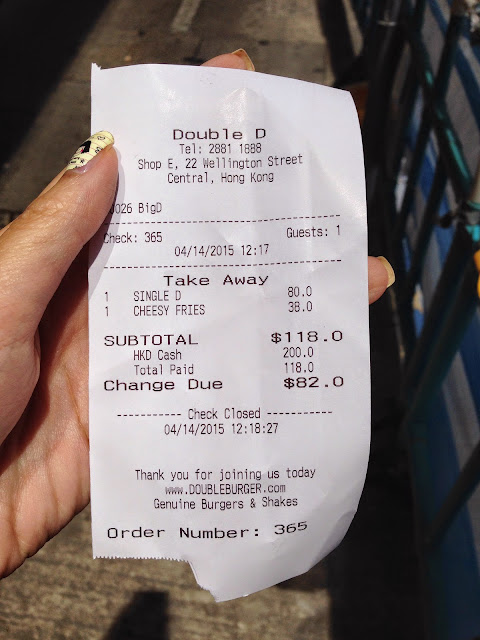 Double D
Tel: 2881 1888
Shop E, 22 Wellington Street
Central, Hong Kong
BigD
Check: 365 Guests: 1
04/14/2015 12:17
Take Away
1 SINGLE D 80.0
1 CHEESY FRIES 38.0
SUBTOTAL $118.0
HKD Cash 200.0
Total Paid 118.0
Change Due $82.0
---------- Check Closed ----------
04/14/2015 12:18:27
Thank you for joining us today
www.DOUBLEBURGER.com
Genuine Burgers & Shakes
Order Number: 365